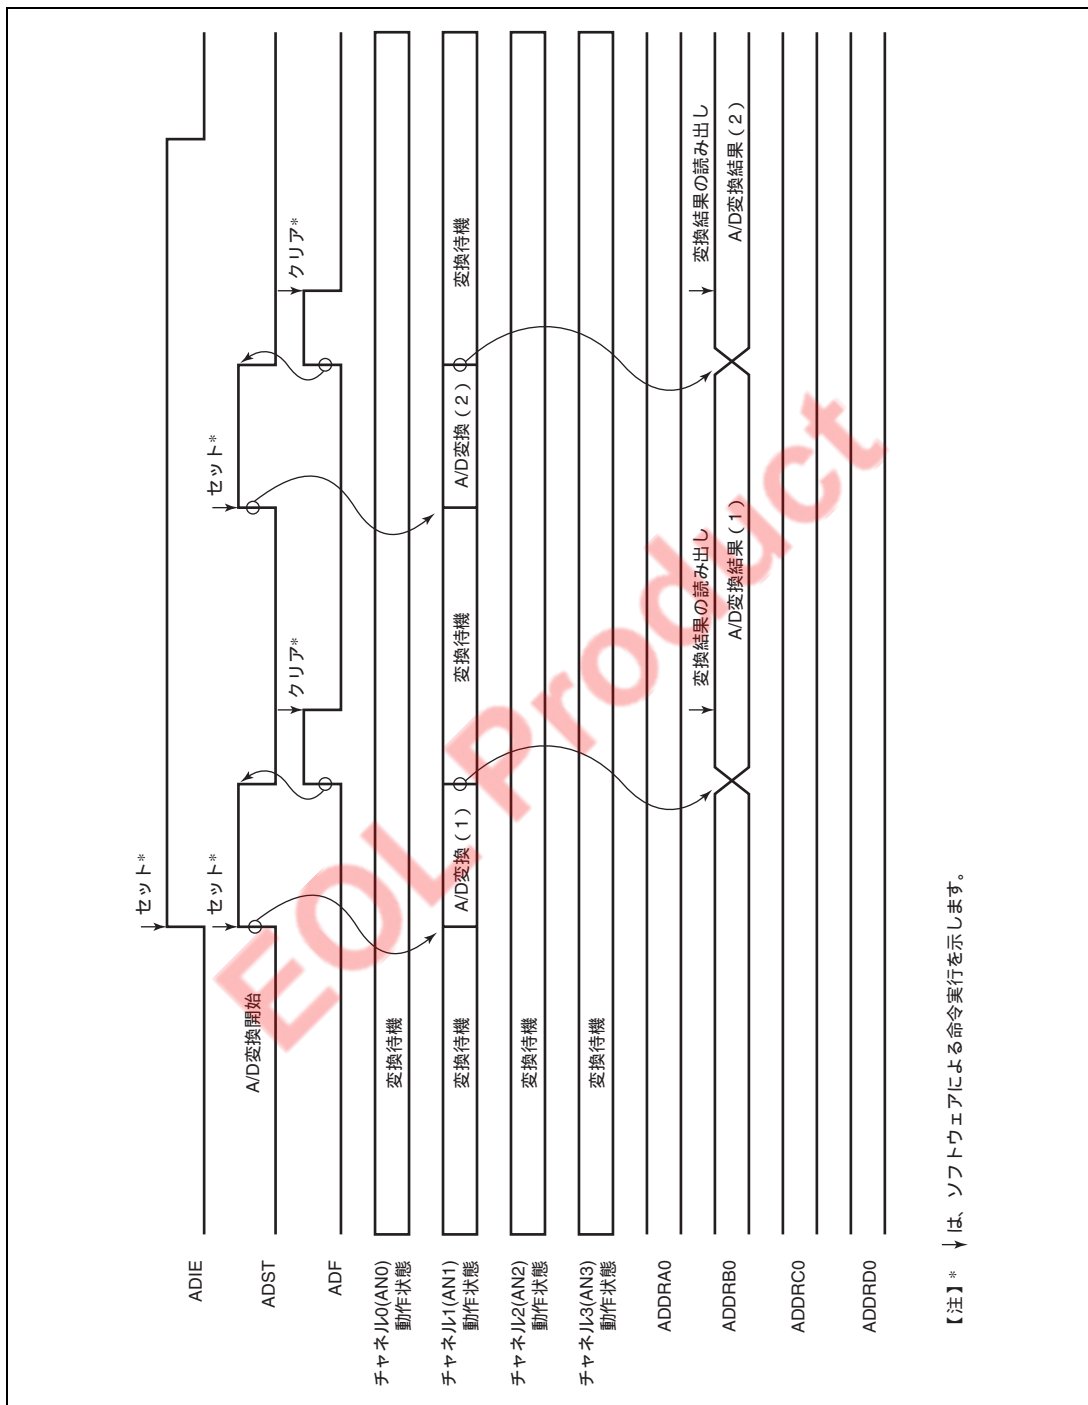 セット*
ADIE
セット*
セット*
A/D変換開始
ADST
クリア*
クリア*
ADF
チャネル0(AN0)
動作状態
変換待機
チャネル1(AN1)
動作状態
変換待機
A/D変換(1)
変換待機
A/D変換(2)
変換待機
チャネル2(AN2)
動作状態
変換待機
チャネル3(AN3)
動作状態
変換待機
ADDRA0
変換結果の読み出し
変換結果の読み出し
ADDRB0
A/D変換結果(1)
A/D変換結果(2)
ADDRC0
ADDRD0
【注】* ↓は、ソフトウェアによる命令実行を示します。
EOL Product